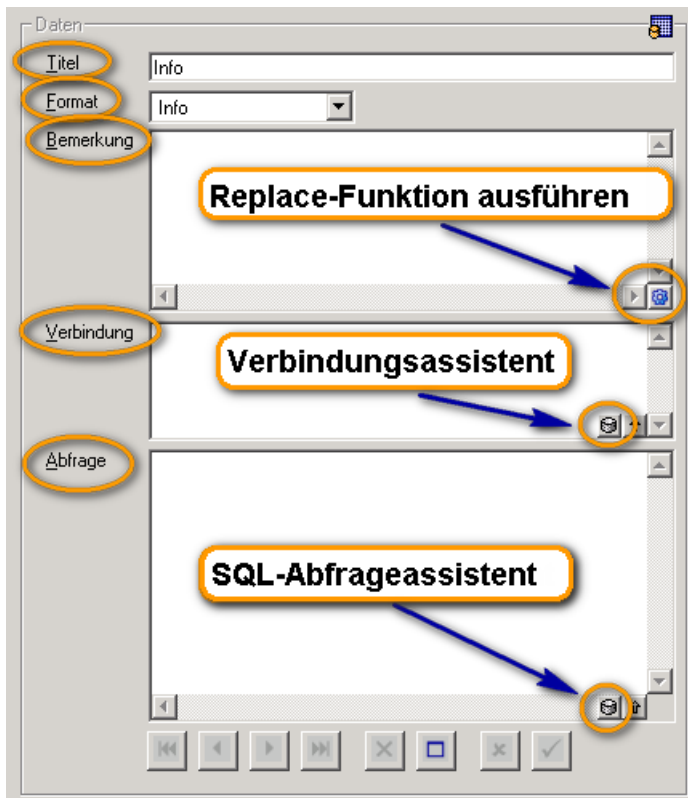 Daten
Titel
Info
Format
Info
Bemerkung
Replace-Funktion ausführen
Verbindung
Verbindungsassistent
Abfrage
SQL-Abfrageassistent